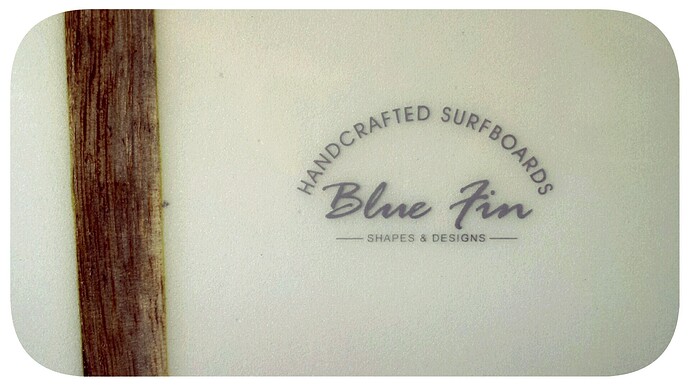 HANDCRAFTED SURFBOARDS
Blue Fin
SHAPES & DESIGNS